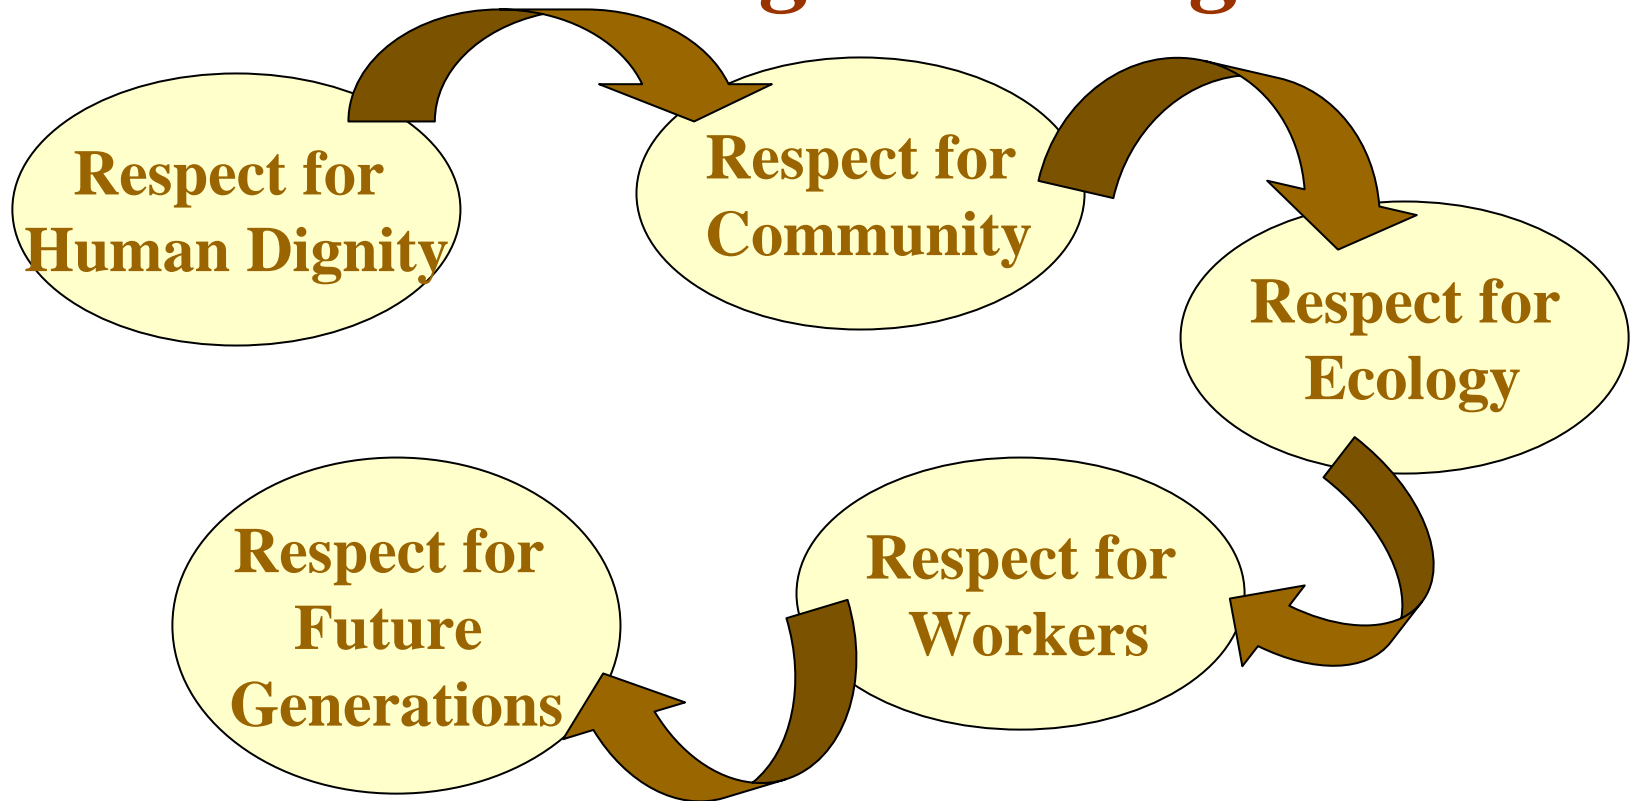 Respect for
Human Dignity
Respect for
Community
Respect for
Ecology
Respect for
Workers
Respect for
Future
Generations